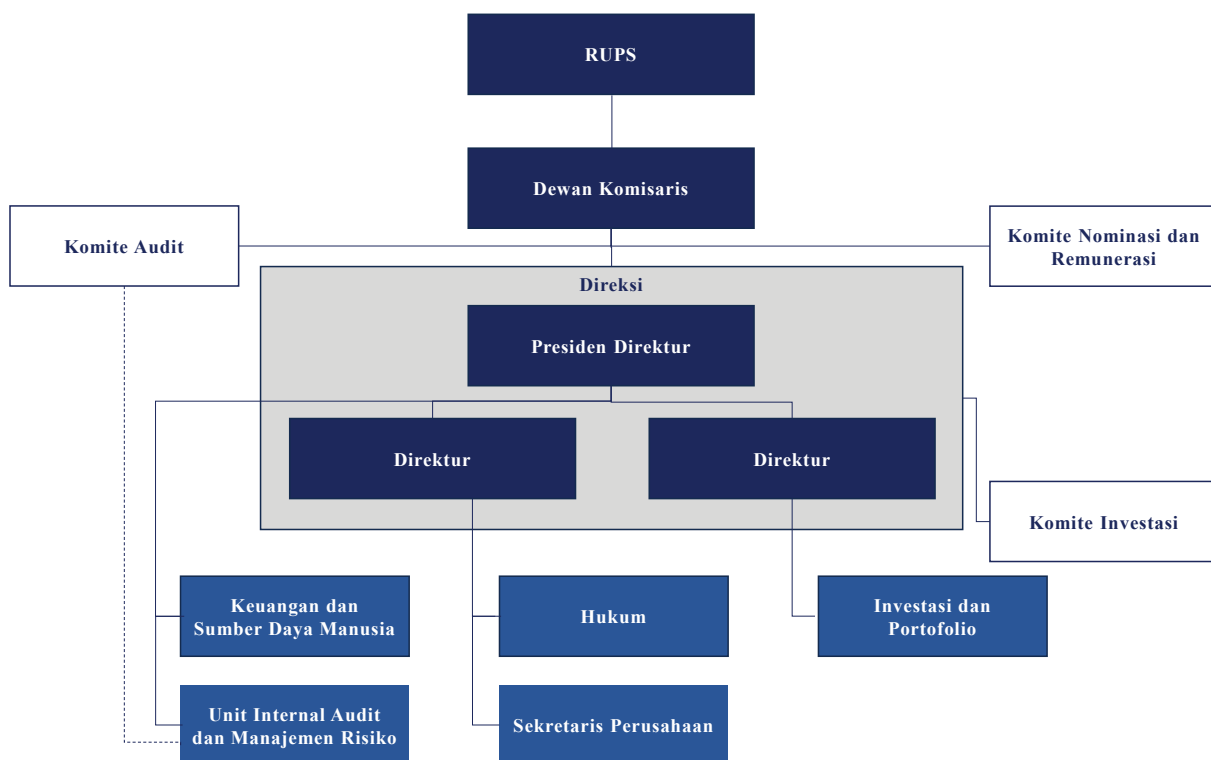 RUPS
Dewan Komisaris
Komite Audit
Komite Nominasi dan
Remunerasi
Direksi
Presiden Direktur
Direktur
Direktur
Komite Investasi
Keuangan dan
Sumber Daya Manusia
Hukum
Investasi dan
Portofolio
Unit Internal Audit
dan Manajemen Risiko
Sekretaris Perusahaan